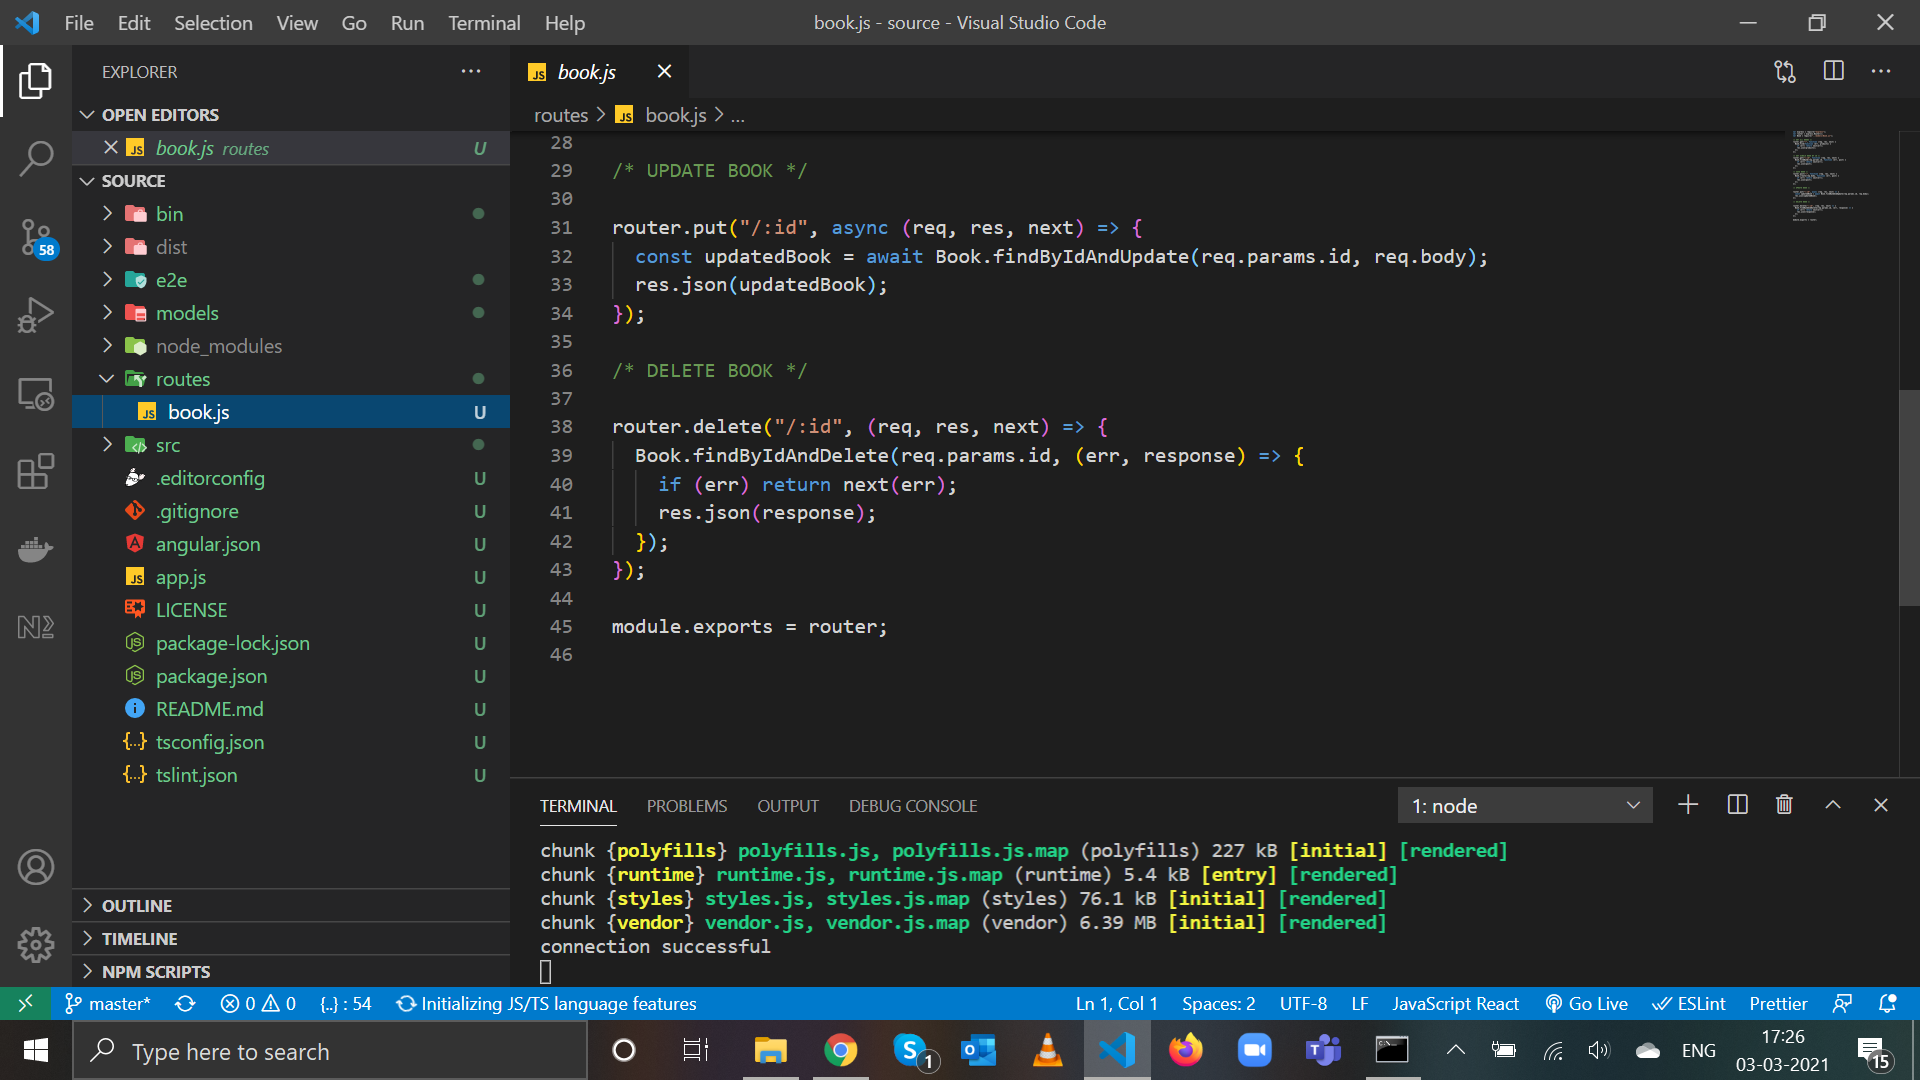 File Edit Selection View Go Run Terminal Help
book.js - source - Visual Studio Code
EXPLORER
OPEN EDITORS
JS book.js routes U
SOURCE
bin
dist
e2e
models
node_modules
routes
JS book.js U
src
.editorconfig U
.gitignore U
angular.json U
JS app.js U
LICENSE U
package-lock.json U
package.json U
README.md U
{...} tsconfig.json U
{...} tslint.json U
OUTLINE
TIMELINE
NPM SCRIPTS
58
JS book.js
routes > JS book.js > ...
28
29 /* UPDATE BOOK */
30
31 router.put("/:id", async (req, res, next) => {
32 const updatedBook = await Book.findByIdAndUpdate(req.params.id, req.body);
33 res.json(updatedBook);
34 });
35
36 /* DELETE BOOK */
37
38 router.delete("/:id", (req, res, next) => {
39 Book.findByIdAndDelete(req.params.id, (err, response) => {
40 if (err) return next(err);
41 res.json(response);
42 });
43 });
44
45 module.exports = router;
46
TERMINAL PROBLEMS OUTPUT DEBUG CONSOLE 1: node
chunk {polyfills} polyfills.js, polyfills.js.map (polyfills) 227 kB [initial] [rendered]
chunk {runtime} runtime.js, runtime.js.map (runtime) 5.4 kB [entry] [rendered]
chunk {styles} styles.js, styles.js.map (styles) 76.1 kB [initial] [rendered]
chunk {vendor} vendor.js, vendor.js.map (vendor) 6.39 MB [initial] [rendered]
connection successful
master* 0 0 {..} : 54 Initializing JS/TS language features Ln 1, Col 1 Spaces: 2 UTF-8 LF JavaScript React Go Live ESLint Prettier
Type here to search
1
ENG
17:26
03-03-2021
15